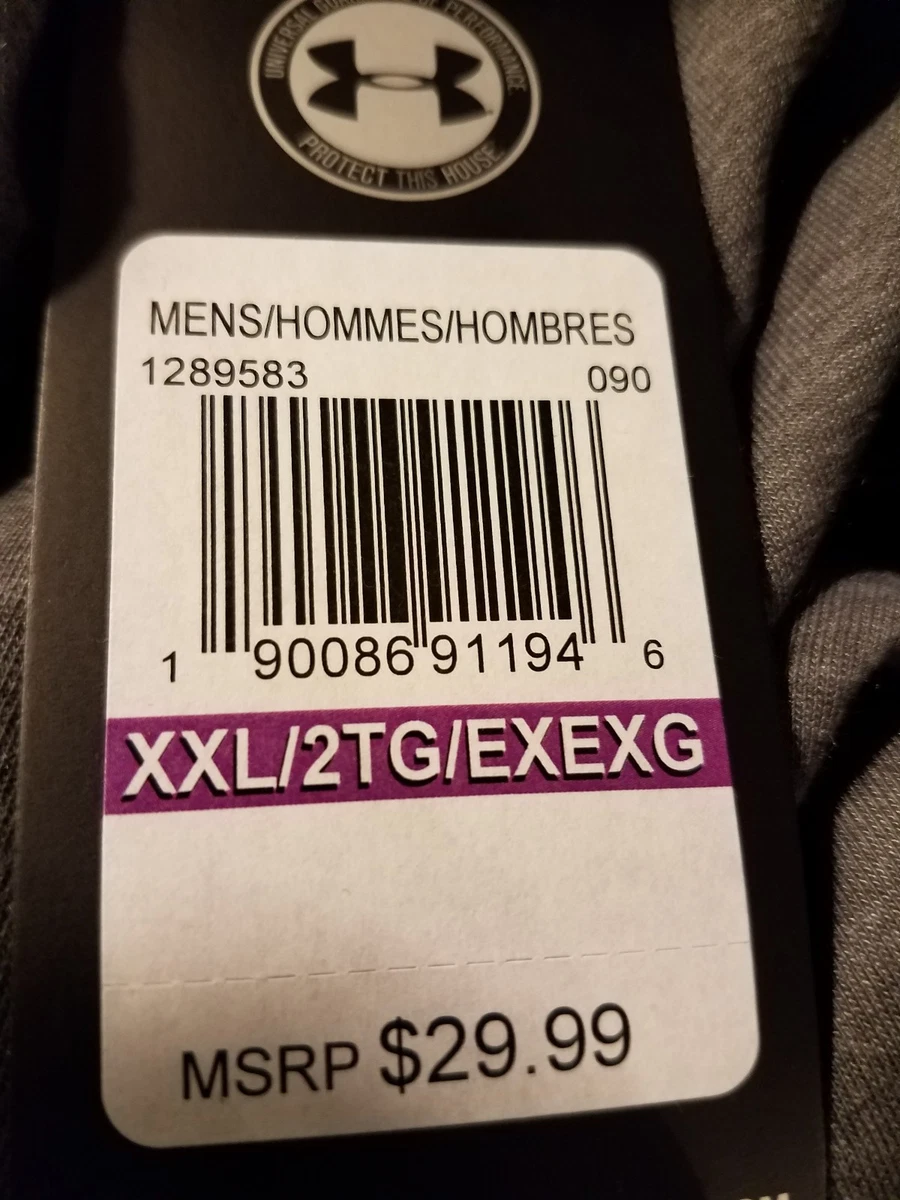 UNIVERSAL OF PERFORMANCE
PROTECT THIS HOUSE
MENS/HOMMES/HOMBRES
1289583 090
1 90086 91194 6
XXL/2TG/EXEXG
MSRP $29.99